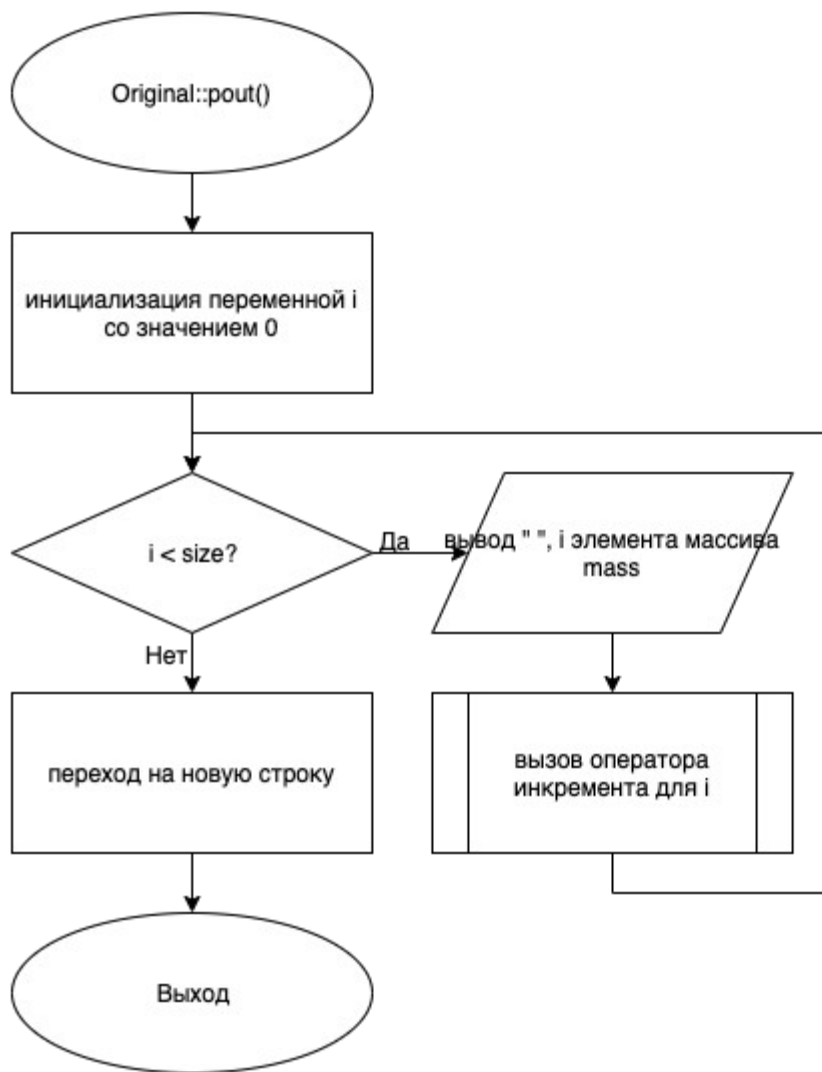 Original::pout()
инициализация переменной i
со значением 0
i < size?
Да
вывод " ", i элемента массива
mass
Нет
переход на новую строку
вызов оператора
инкремента для i
Выход